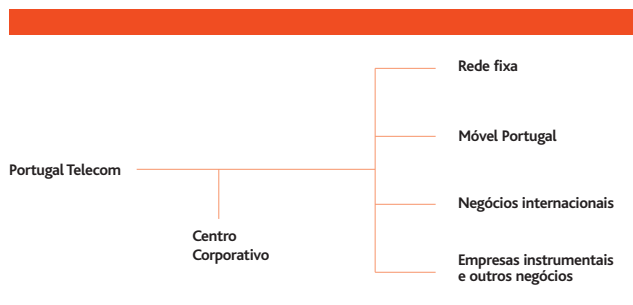 Rede fixa
Móvel Portugal
Portugal Telecom
Negócios internacionais
Centro
Corporativo
Empresas instrumentais
e outros negócios